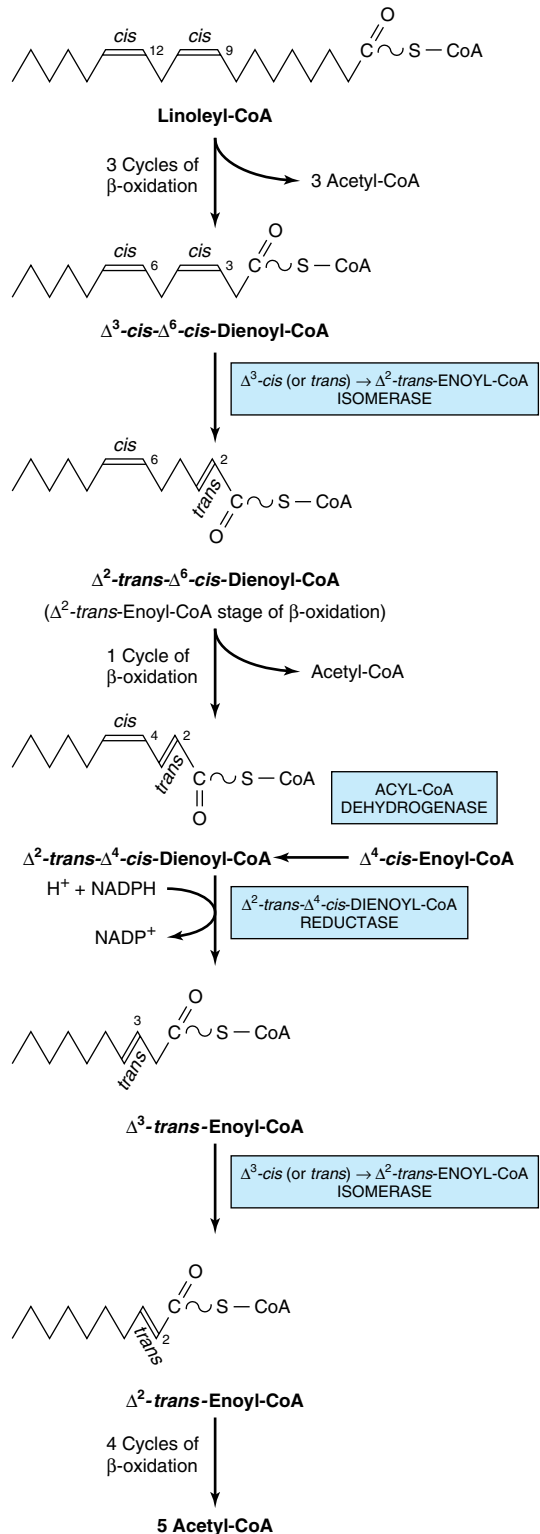 O
cis
cis
12
9
C ~ S — CoA
Linoleyl-CoA
3 Cycles of
β-oxidation
3 Acetyl-CoA
O
cis
cis
6
3
C ~ S — CoA
Δ³-cis-Δ⁶-cis-Dienoyl-CoA
Δ³-cis (or trans) → Δ²-trans-ENOYL-CoA
ISOMERASE
cis
6
2
trans
C ~ S — CoA
O
Δ²-trans-Δ⁶-cis-Dienoyl-CoA
(Δ²-trans-Enoyl-CoA stage of β-oxidation)
1 Cycle of
β-oxidation
Acetyl-CoA
cis
4
2
trans
C ~ S — CoA
O
ACYL-CoA
DEHYDROGENASE
Δ²-trans-Δ⁴-cis-Dienoyl-CoA
Δ⁴-cis-Enoyl-CoA
H⁺ + NADPH
NADP⁺
Δ²-trans-Δ⁴-cis-DIENOYL-CoA
REDUCTASE
O
3
C ~ S — CoA
trans
Δ³-trans-Enoyl-CoA
Δ³-cis (or trans) → Δ²-trans-ENOYL-CoA
ISOMERASE
O
C ~ S — CoA
trans
2
Δ²-trans-Enoyl-CoA
4 Cycles of
β-oxidation
5 Acetyl-CoA